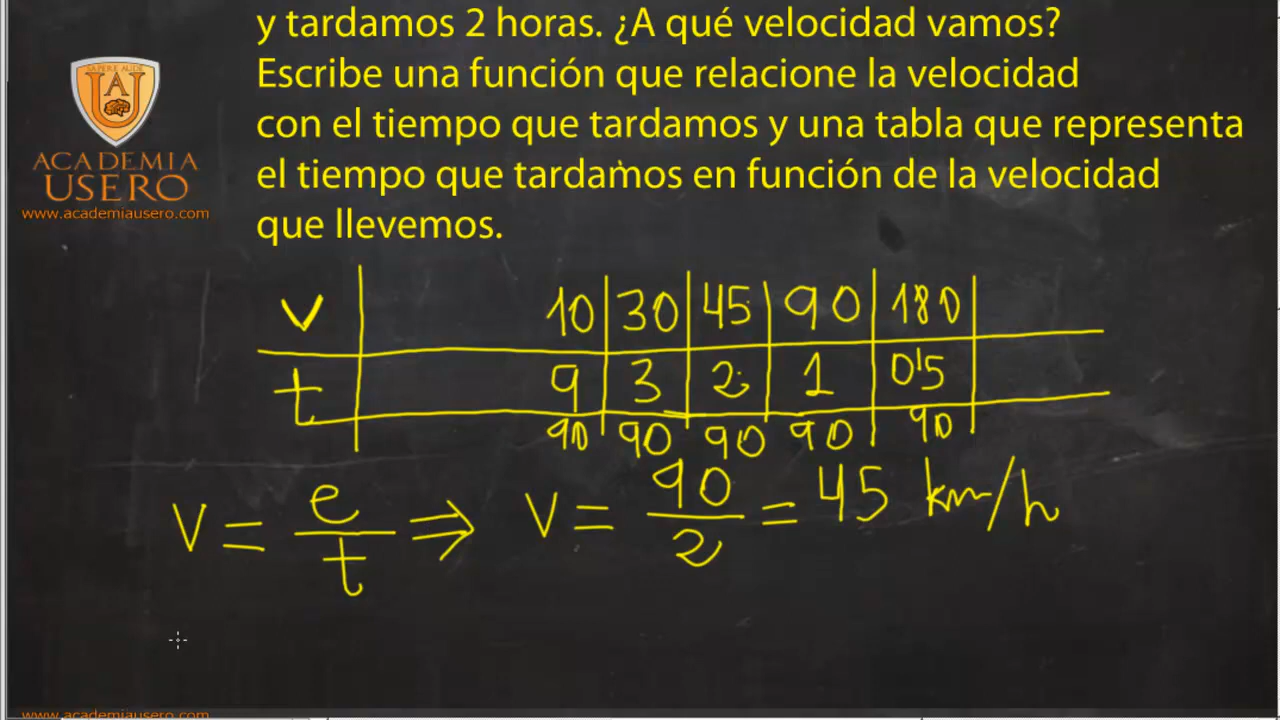 y tardamos 2 horas. ¿A qué velocidad vamos?
Escribe una función que relacione la velocidad
con el tiempo que tardamos y una tabla que representa
el tiempo que tardamos en función de la velocidad
que llevemos.
SAPERE AUDE
UA
ACADEMIA
USERO
www.academiausero.com
v 10 30 45 90 180
t 9 3 2 1 0'5
90 90 90 90 90
v = e/t ⇒ v = 90/2 = 45 km/h
www.academiausero.com